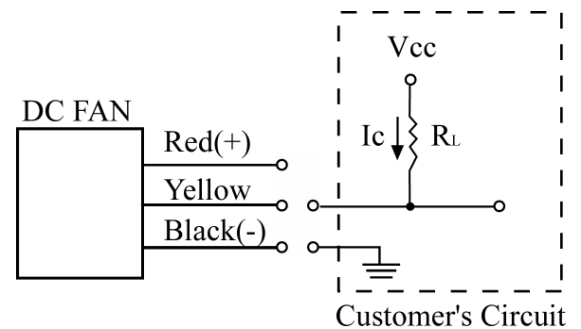 Vcc
DC FAN
Red(+)
Ic
RL
Yellow
Black(-)
Customer's Circuit